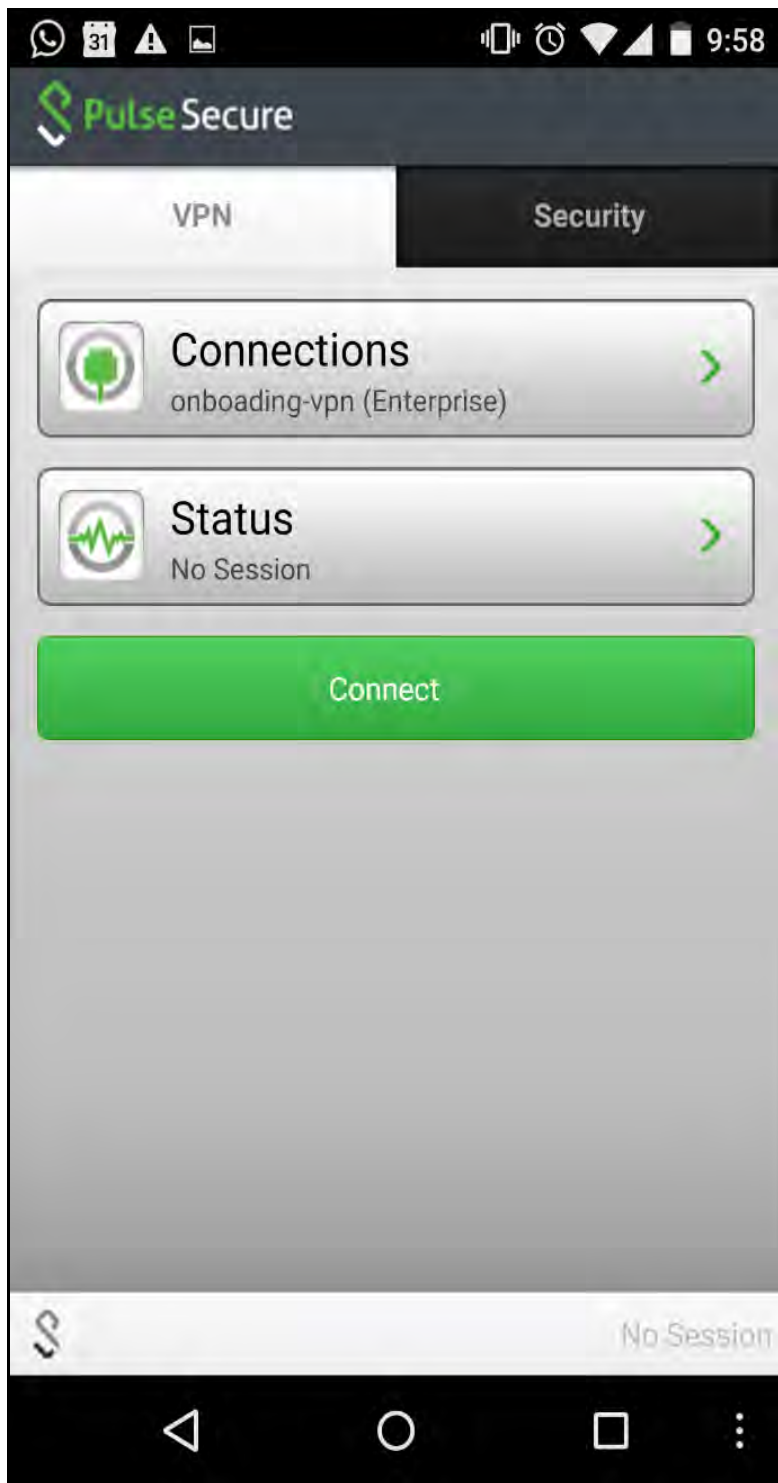 31
9:58
Pulse Secure
VPN
Security
Connections
onboading-vpn (Enterprise)
Status
No Session
Connect
No Session